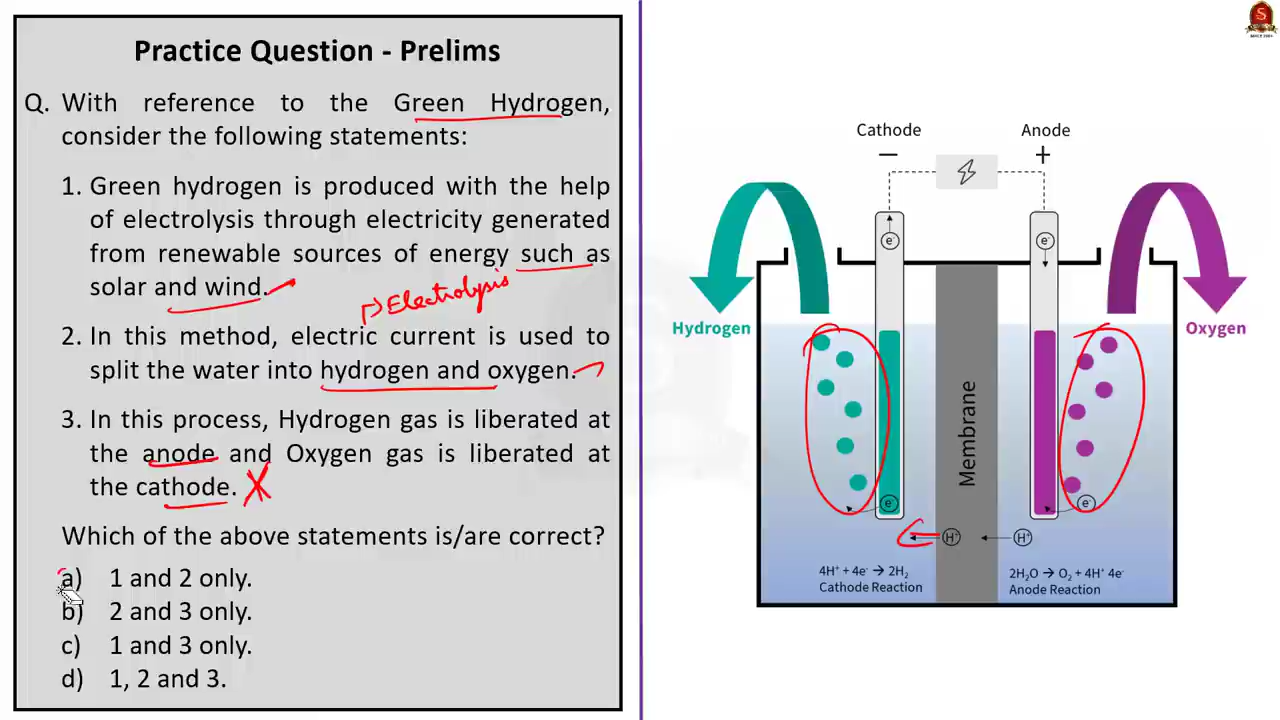 Practice Question - Prelims
Q. With reference to the Green Hydrogen,
consider the following statements:
1. Green hydrogen is produced with the help
of electrolysis through electricity generated
from renewable sources of energy such as
solar and wind.
Electrolysis
2. In this method, electric current is used to
split the water into hydrogen and oxygen.
3. In this process, Hydrogen gas is liberated at
the anode and Oxygen gas is liberated at
the cathode.
Which of the above statements is/are correct?
a) 1 and 2 only.
b) 2 and 3 only.
c) 1 and 3 only.
d) 1, 2 and 3.
Cathode
Anode
− +
e⁻ e⁻
Hydrogen
Oxygen
Membrane
e⁻ e⁻
H⁺ H⁺
4H⁺ + 4e⁻ → 2H₂
Cathode Reaction
2H₂O → O₂ + 4H⁺ 4e⁻
Anode Reaction
S